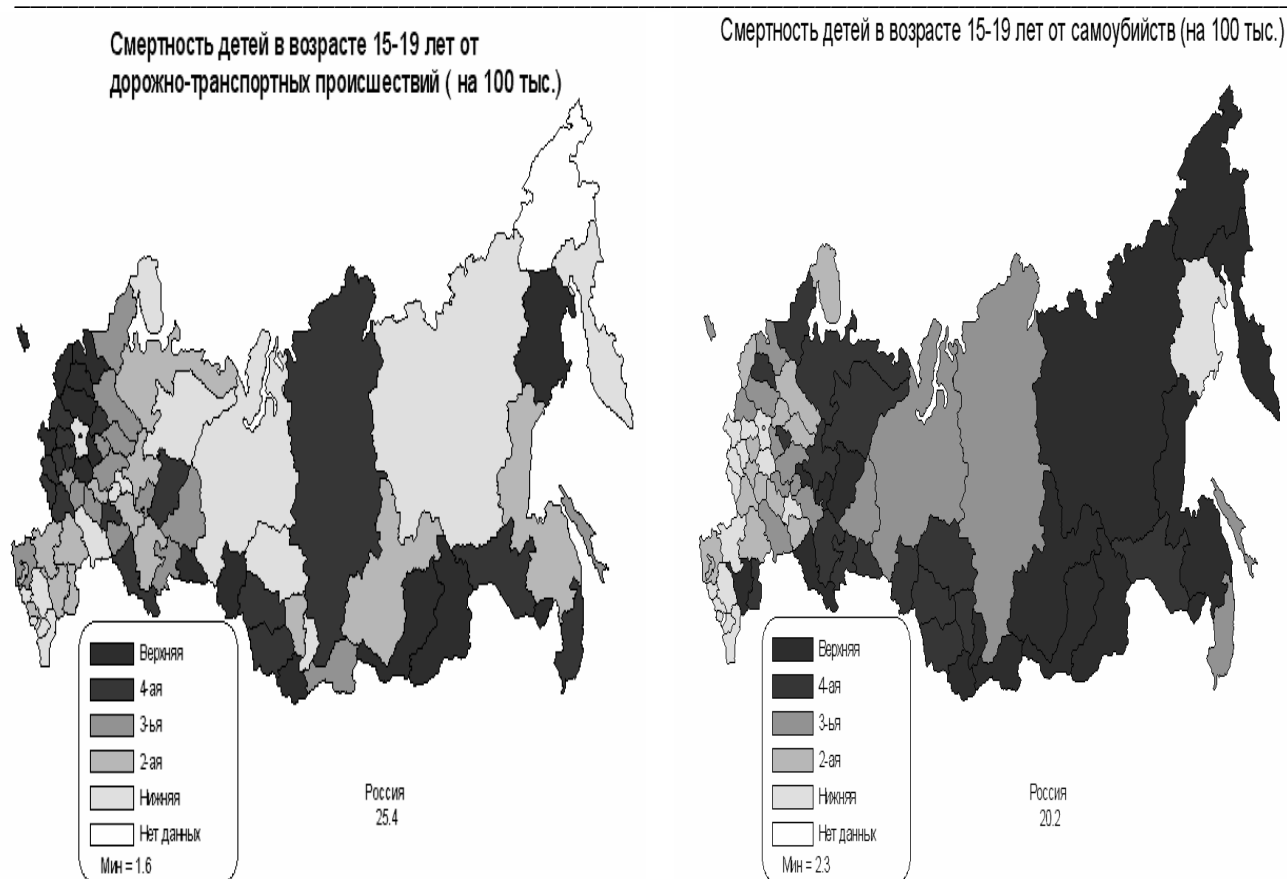 Смертность детей в возрасте 15-19 лет от
дорожно-транспортных происшествий ( на 100 тыс.)
Верхняя
4-ая
3-ья
2-ая
Нижняя
Нет данных
Мин = 1.6
Россия
25.4
Смертность детей в возрасте 15-19 лет от самоубийств (на 100 тыс.)
Верхняя
4-ая
3-ья
2-ая
Нижняя
Нет данных
Мин = 2.3
Россия
20.2